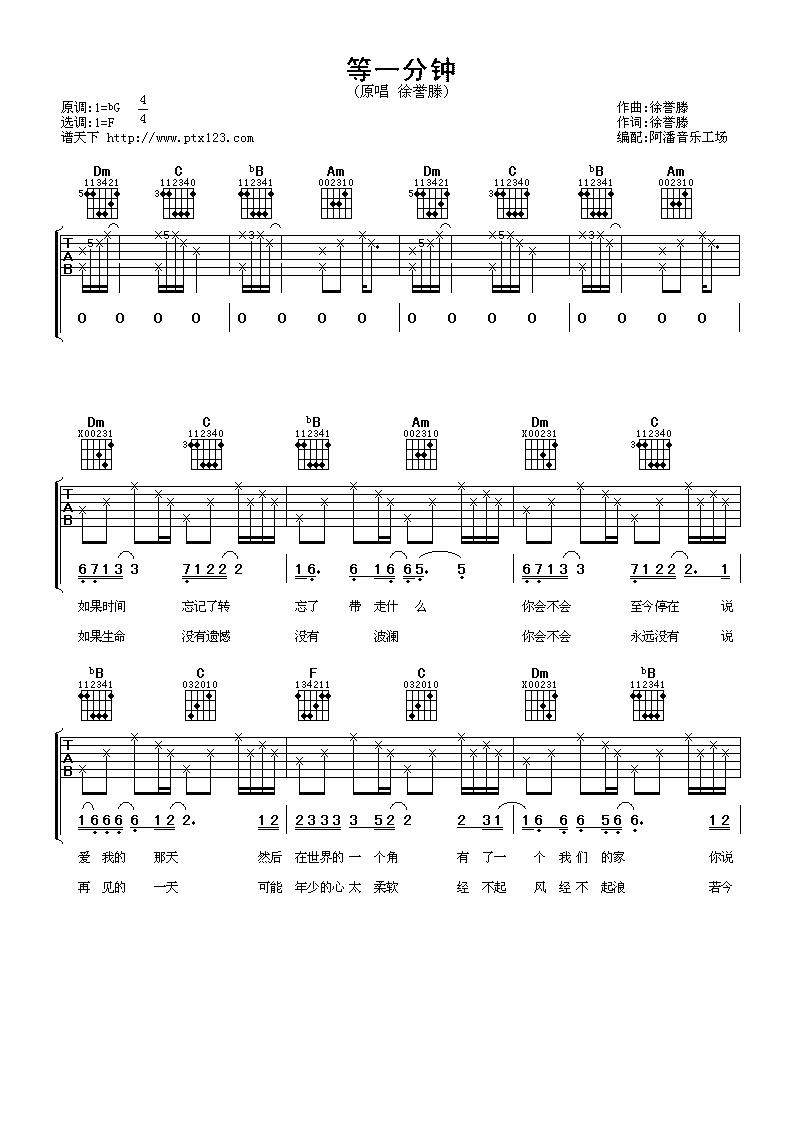 等一分钟
(原唱 徐誉滕)
原调:1=bG 4/4
选调:1=F
谱天下 http://www.ptx123.com
作曲:徐誉滕
作词:徐誉滕
编配:阿潘音乐工场
Dm C bB Am Dm C bB Am
113421 112340 112341 002310 113421 112340 112341 002310
5 3 5 3
T A B
5 5 3 5 5 3
0 0 0 0 0 0 0 0 0 0 0 0 0 0 0 0
Dm C bB Am Dm C
X00231 112340 112341 002310 X00231 112340
3 3
T A B
6713 3 7122 2 16. 6 16 65. 5 6713 3 7122 2. 1
如果时间 忘记了转 忘了 带 走什 么 你会不会 至今停在 说
如果生命 没有遗憾 没有 波澜 你会不会 永远没有 说
bB C F C Dm bB
112341 032010 134211 032010 X00231 112341
T A B
1666 6 12 2. 12 2333 3 52 2 2 31 16 6 6 56 6. 12
爱 我的 那天 然后 在世界的一 个角 有 了一 个 我 们 的家 你说
再 见的 一天 可能 年少的心 太 柔软 经 不起 风 经 不 起浪 若今